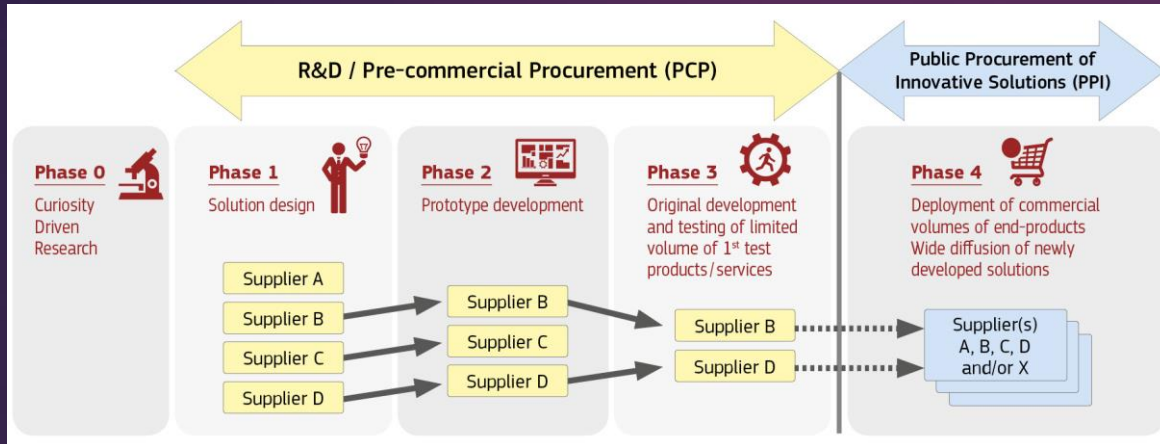 R&D / Pre-commercial Procurement (PCP)
Public Procurement of
Innovative Solutions (PPI)
Phase 0
Curiosity
Driven
Research
Phase 1
Solution design
Supplier A
Supplier B
Supplier C
Supplier D
Phase 2
Prototype development
Supplier B
Supplier C
Supplier D
Phase 3
Original development
and testing of limited
volume of 1st test
products/services
Supplier B
Supplier D
Phase 4
Deployment of commercial
volumes of end-products
Wide diffusion of newly
developed solutions
Supplier(s)
A, B, C, D
and/or X